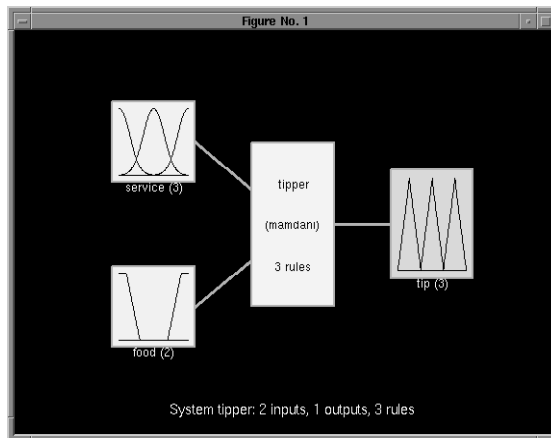 Figure No. 1
service (3)
tipper
(mamdani)
3 rules
food (2)
tip (3)
System tipper: 2 inputs, 1 outputs, 3 rules